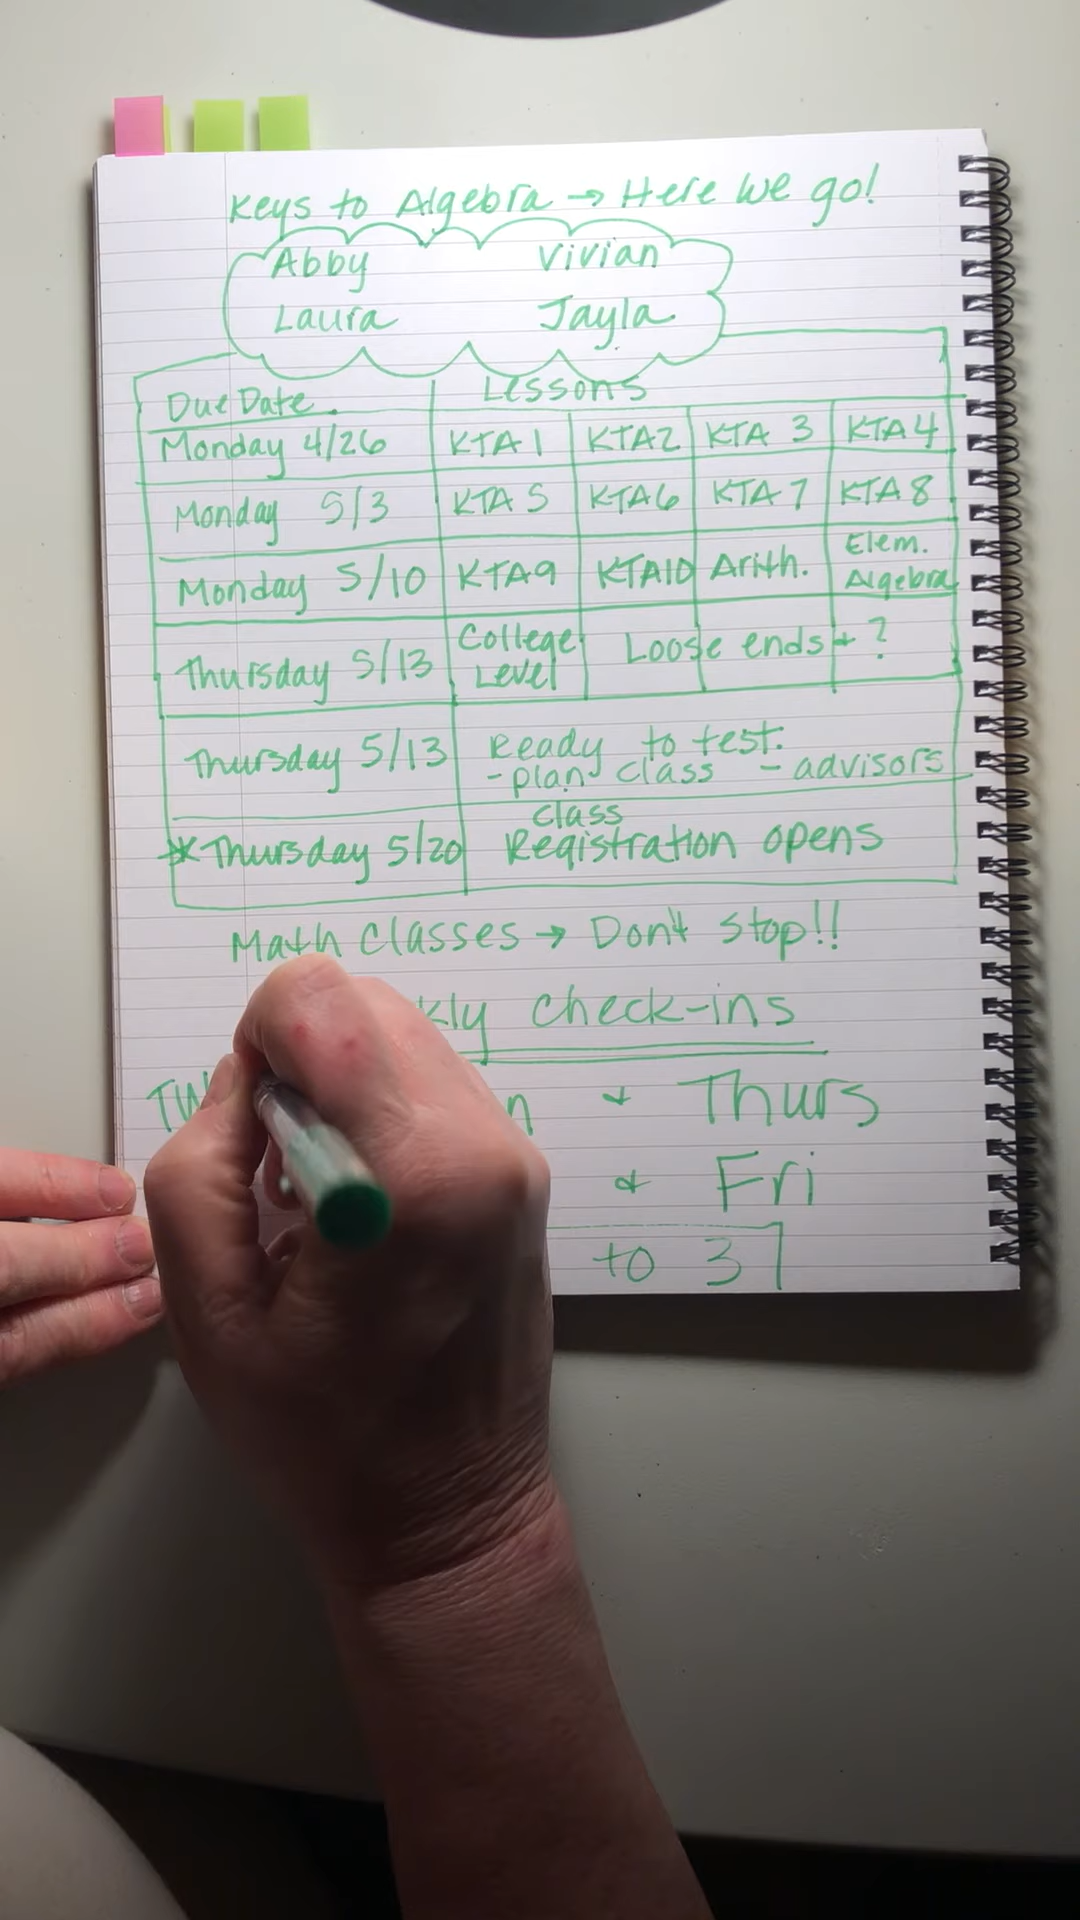 Keys to Algebra → Here we go!
Abby Vivian
Laura Jayla
Due Date Lessons
Monday 4/26 KTA 1 KTA2 KTA 3 KTA 4
Monday 5/3 KTA 5 KTA6 KTA 7 KTA 8
Monday 5/10 KTA9 KTA10 Arith. Elem. Algebra
Thursday 5/13 College Level Loose ends + ?
Thursday 5/13 Ready to test.
- plan class - advisors
class
* Thursday 5/20 Registration opens
Math Classes → Don't stop!!
check-ins
+ Thurs
+ Fri
to 3